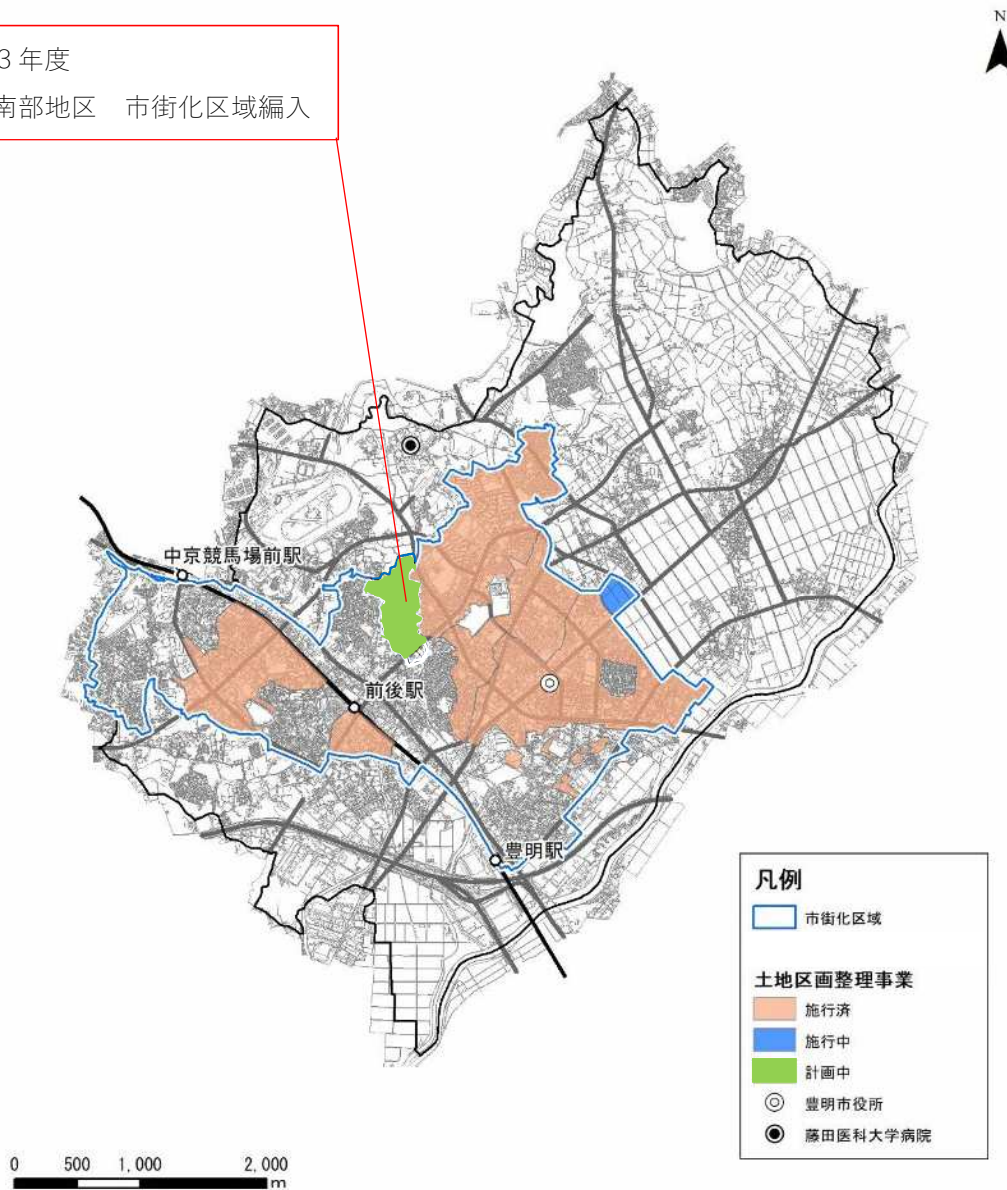 3年度
南部地区　市街化区域編入
N
中京競馬場前駅
前後駅
豊明駅
凡例
市街化区域
土地区画整理事業
施行済
施行中
計画中
豊明市役所
藤田医科大学病院
0 500 1,000 2,000
m